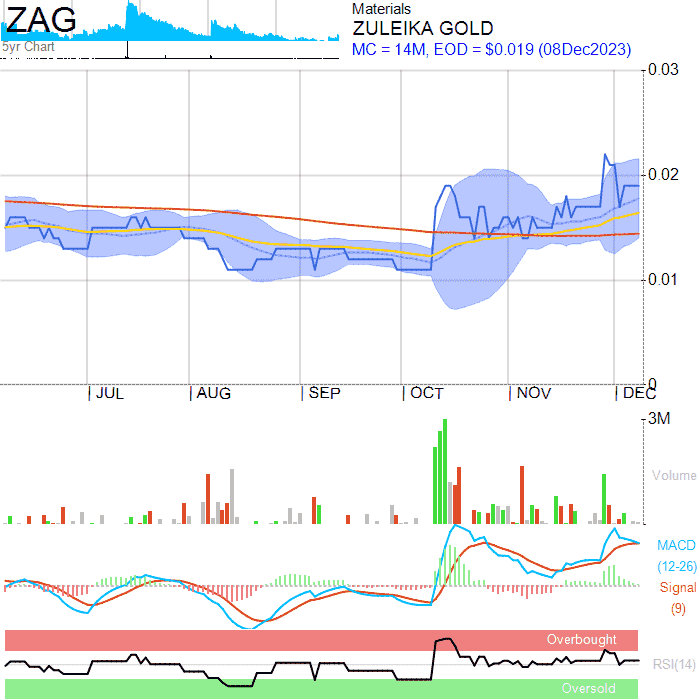 ZAG
5yr Chart
Materials
ZULEIKA GOLD
MC = 14M, EOD = $0.019 (08Dec2023)
0.03
0.02
0.01
0
JUL AUG SEP OCT NOV DEC
3M
Volume
MACD
(12-26)
Signal
(9)
Overbought
RSI(14)
Oversold